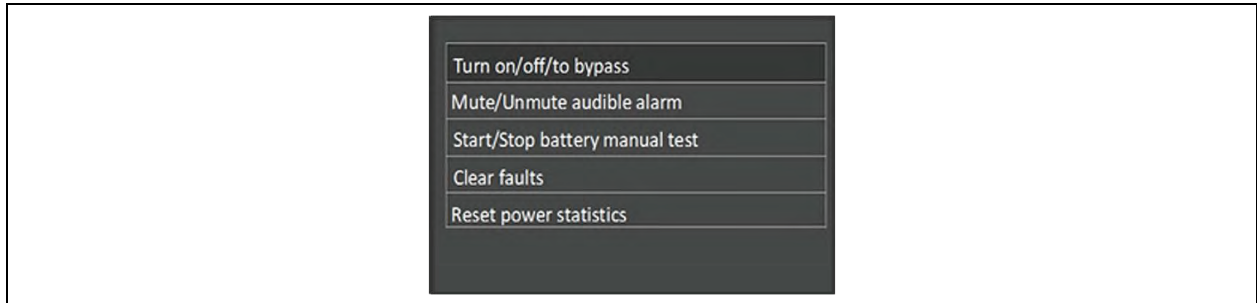 Turn on/off/to bypass
Mute/Unmute audible alarm
Start/Stop battery manual test
Clear faults
Reset power statistics